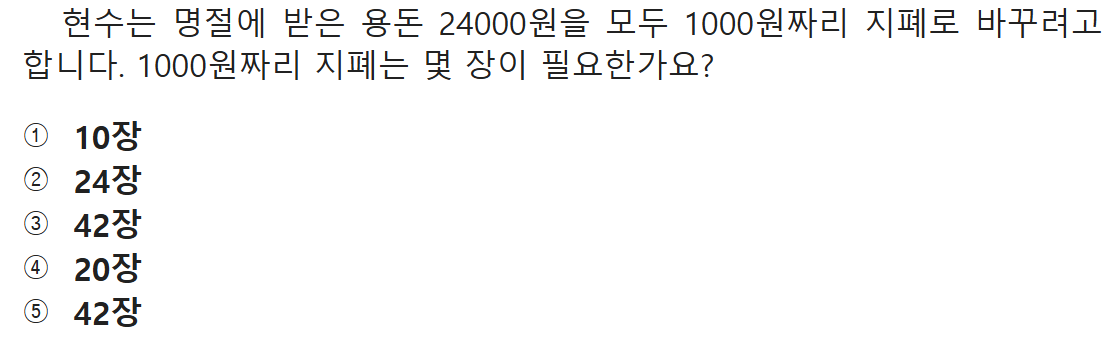 현수는 명절에 받은 용돈 24000원을 모두 1000원짜리 지폐로 바꾸려고
합니다. 1000원짜리 지폐는 몇 장이 필요한가요?
① 10장
② 24장
③ 42장
④ 20장
⑤ 42장